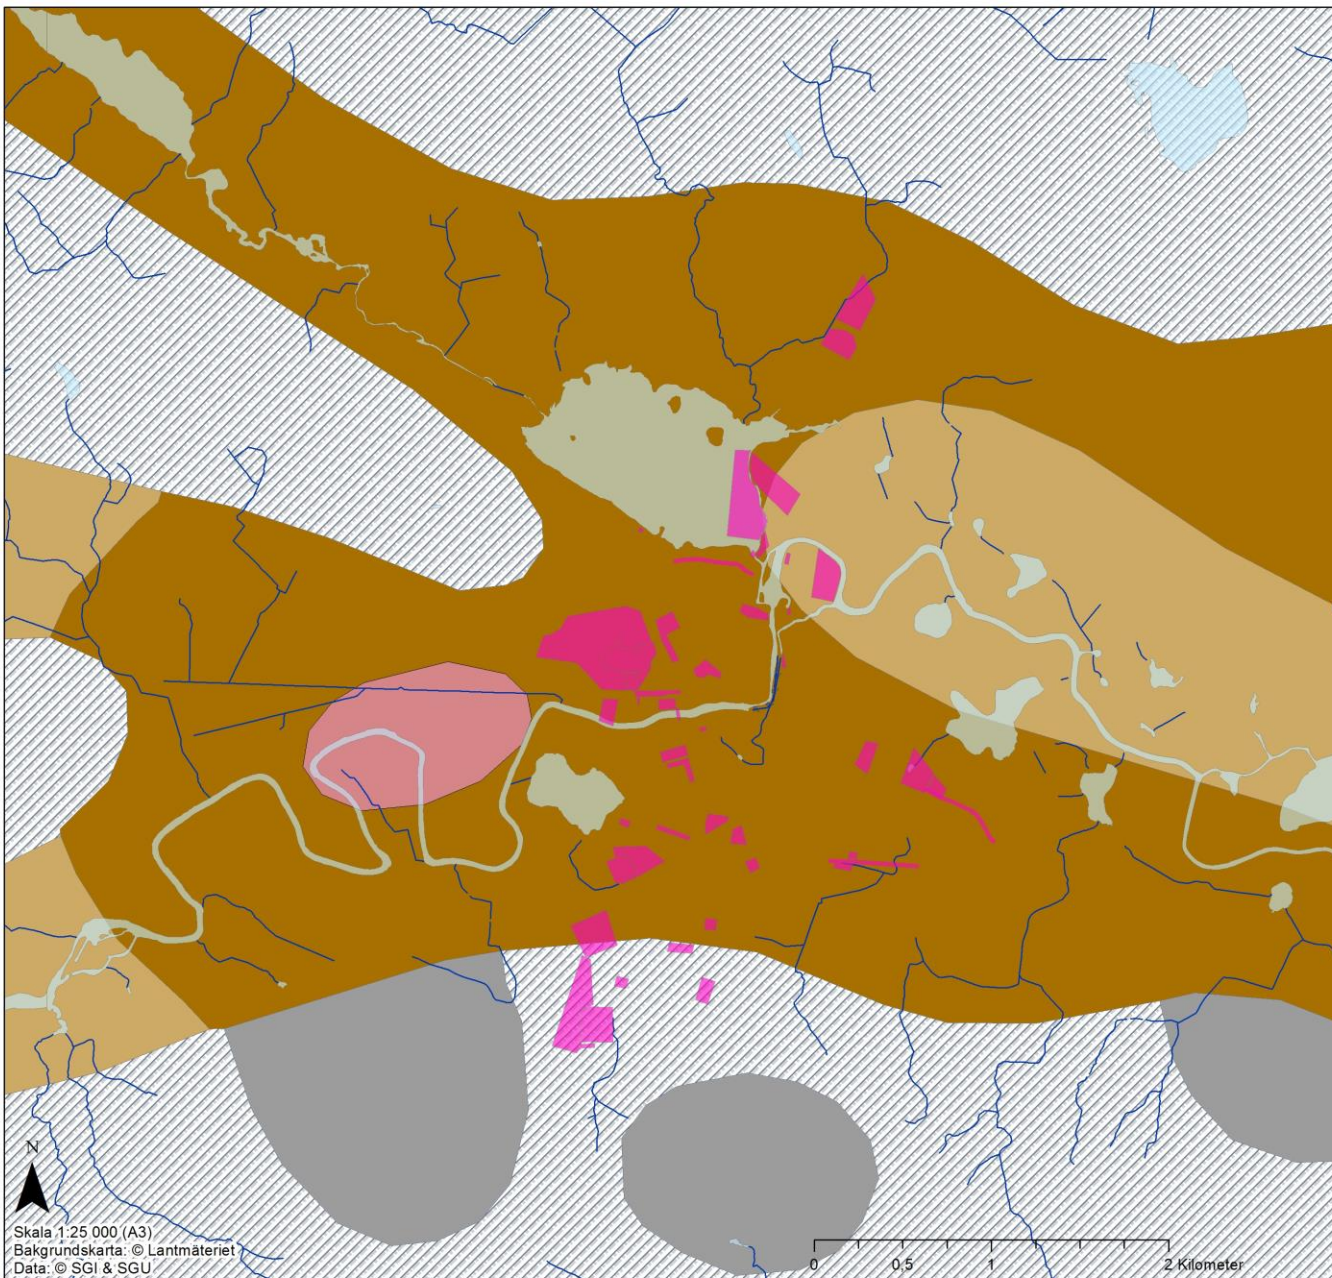 N
Skala 1:25 000 (A3)
Bakgrundskarta: © Lantmäteriet
Data: © SGI & SGU
0 0,5 1 2 Kilometer